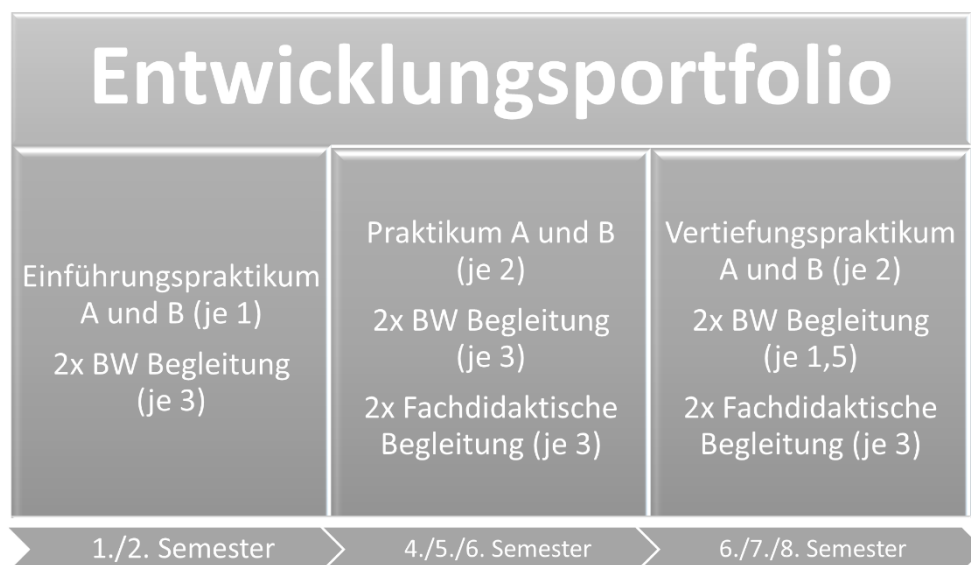 Entwicklungsportfolio
Einführungspraktikum
A und B (je 1)
2x BW Begleitung
(je 3)
Praktikum A und B
(je 2)
2x BW Begleitung
(je 3)
2x Fachdidaktische
Begleitung (je 3)
Vertiefungspraktikum
A und B (je 2)
2x BW Begleitung
(je 1,5)
2x Fachdidaktische
Begleitung (je 3)
1./2. Semester
4./5./6. Semester
6./7./8. Semester